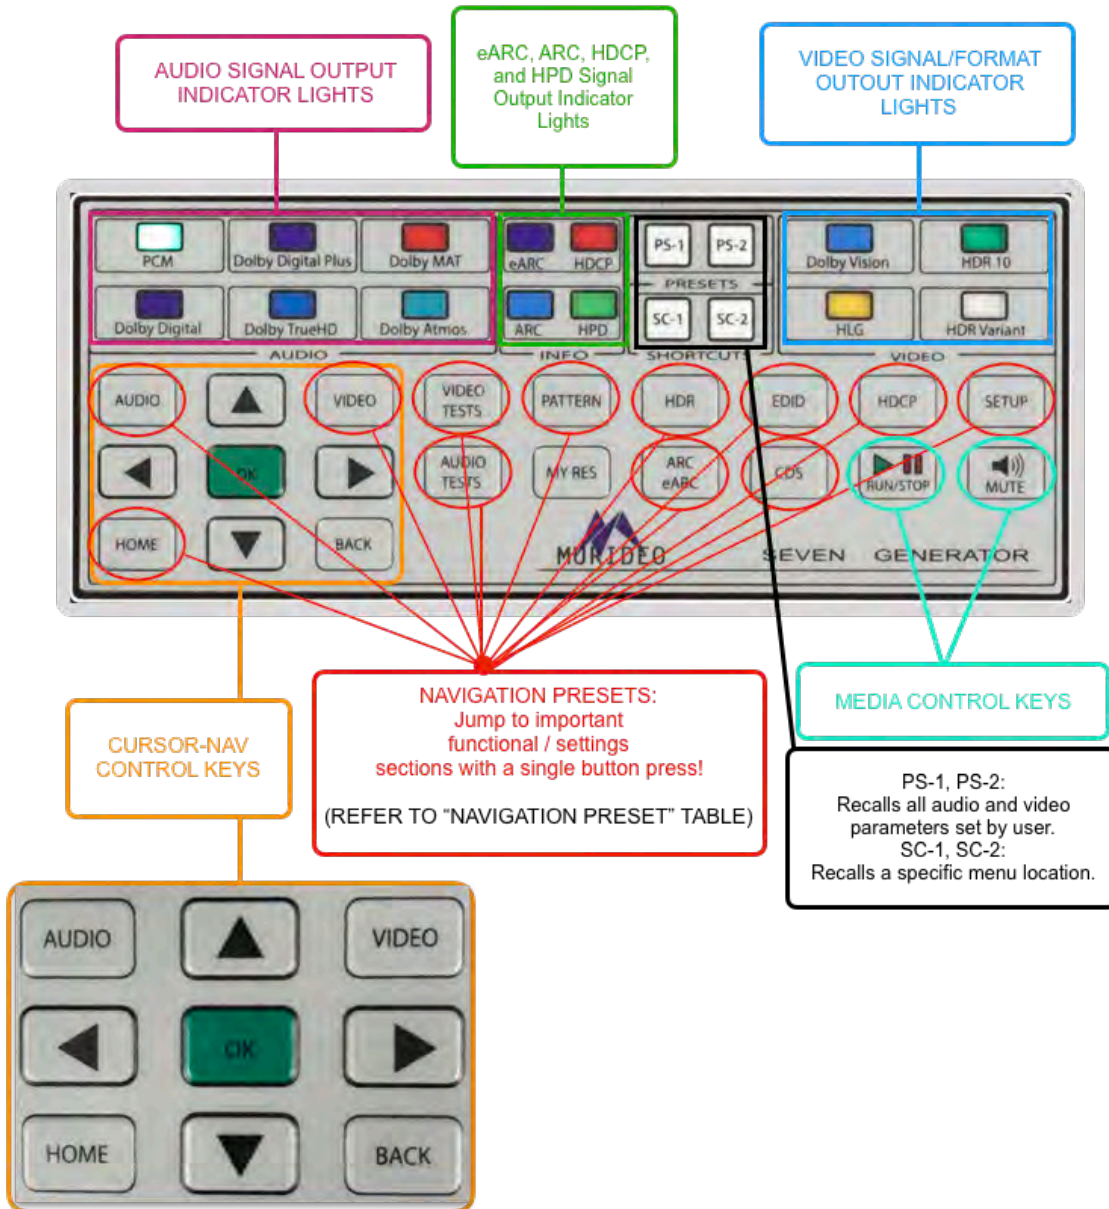 AUDIO SIGNAL OUTPUT
INDICATOR LIGHTS
eARC, ARC, HDCP,
and HPD Signal
Output Indicator
Lights
VIDEO SIGNAL/FORMAT
OUTOUT INDICATOR
LIGHTS
PCM
Dolby Digital Plus
Dolby MAT
eARC
HDCP
PS-1
PS-2
Dolby Vision
HDR 10
PRESETS
Dolby Digital
Dolby TrueHD
Dolby Atmos
ARC
HPD
SC-1
SC-2
HLG
HDR Variant
AUDIO
INFO
SHORTCUTS
VIDEO
AUDIO
VIDEO
VIDEO
TESTS
PATTERN
HDR
EDID
HDCP
SETUP
OK
AUDIO
TESTS
MY RES
ARC
eARC
CDS
RUN/STOP
MUTE
HOME
BACK
MURIDEO
SEVEN GENERATOR
NAVIGATION PRESETS:
Jump to important
functional / settings
sections with a single button press!
(REFER TO “NAVIGATION PRESET” TABLE)
MEDIA CONTROL KEYS
CURSOR-NAV
CONTROL KEYS
PS-1, PS-2:
Recalls all audio and video
parameters set by user.
SC-1, SC-2:
Recalls a specific menu location.
AUDIO
VIDEO
OK
HOME
BACK